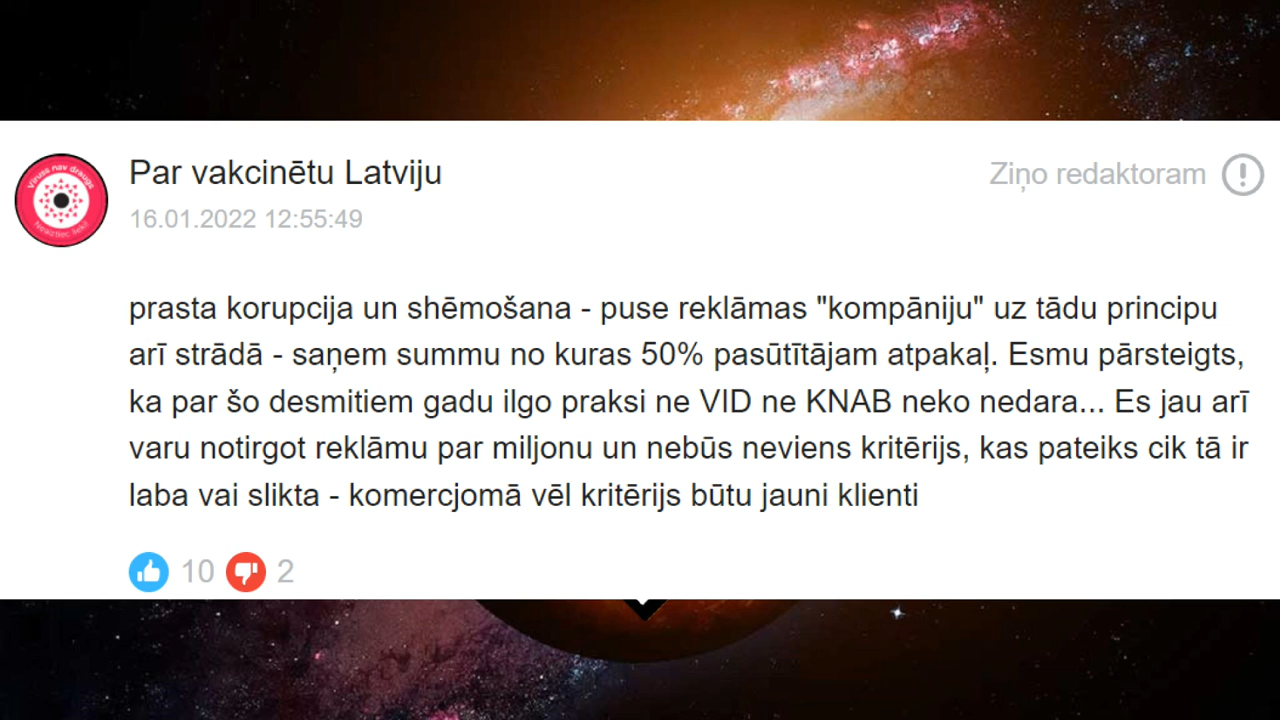 Par vakcinētu Latviju
Ziņo redaktoram
16.01.2022 12:55:49
Vīruss nav draugs
prasta korupcija un shēmošana - puse reklāmas "kompāniju" uz tādu principu
arī strādā - saņem summu no kuras 50% pasūtītājam atpakaļ. Esmu pārsteigts,
ka par šo desmitiem gadu ilgo praksi ne VID ne KNAB neko nedara... Es jau arī
varu notirgot reklāmu par miljonu un nebūs neviens kritērijs, kas pateiks cik tā ir
laba vai slikta - komercjomā vēl kritērijs būtu jauni klienti
10 2